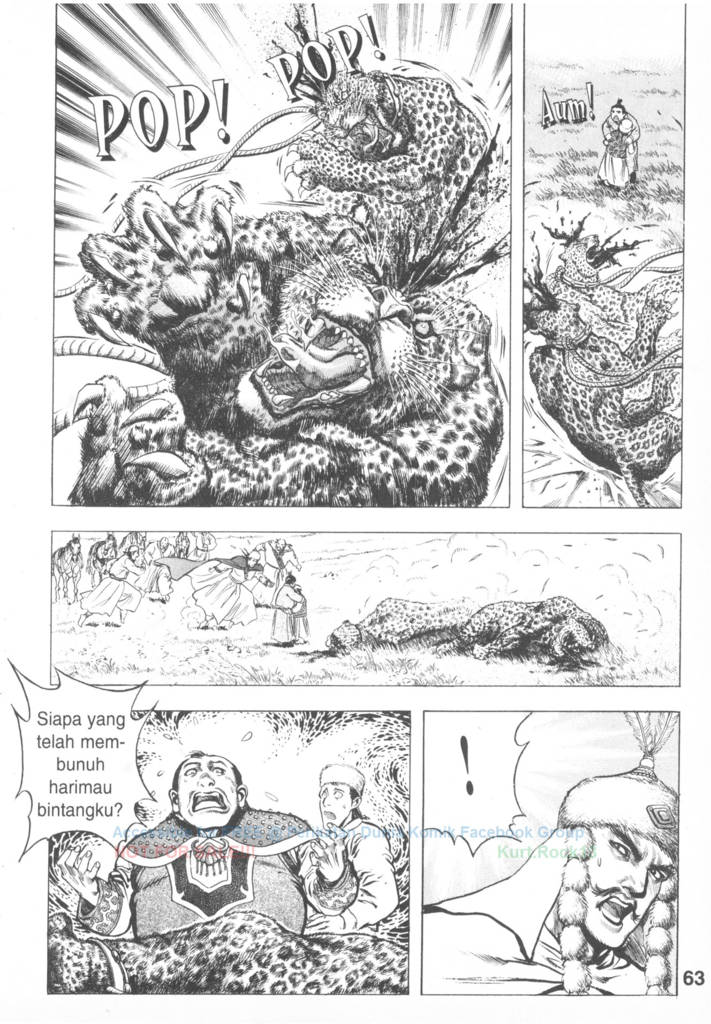 POP!
POP!
Aum!
Siapa yang
telah mem-
bunuh
harimau
bintangku?
!
Kurt.Rock
63